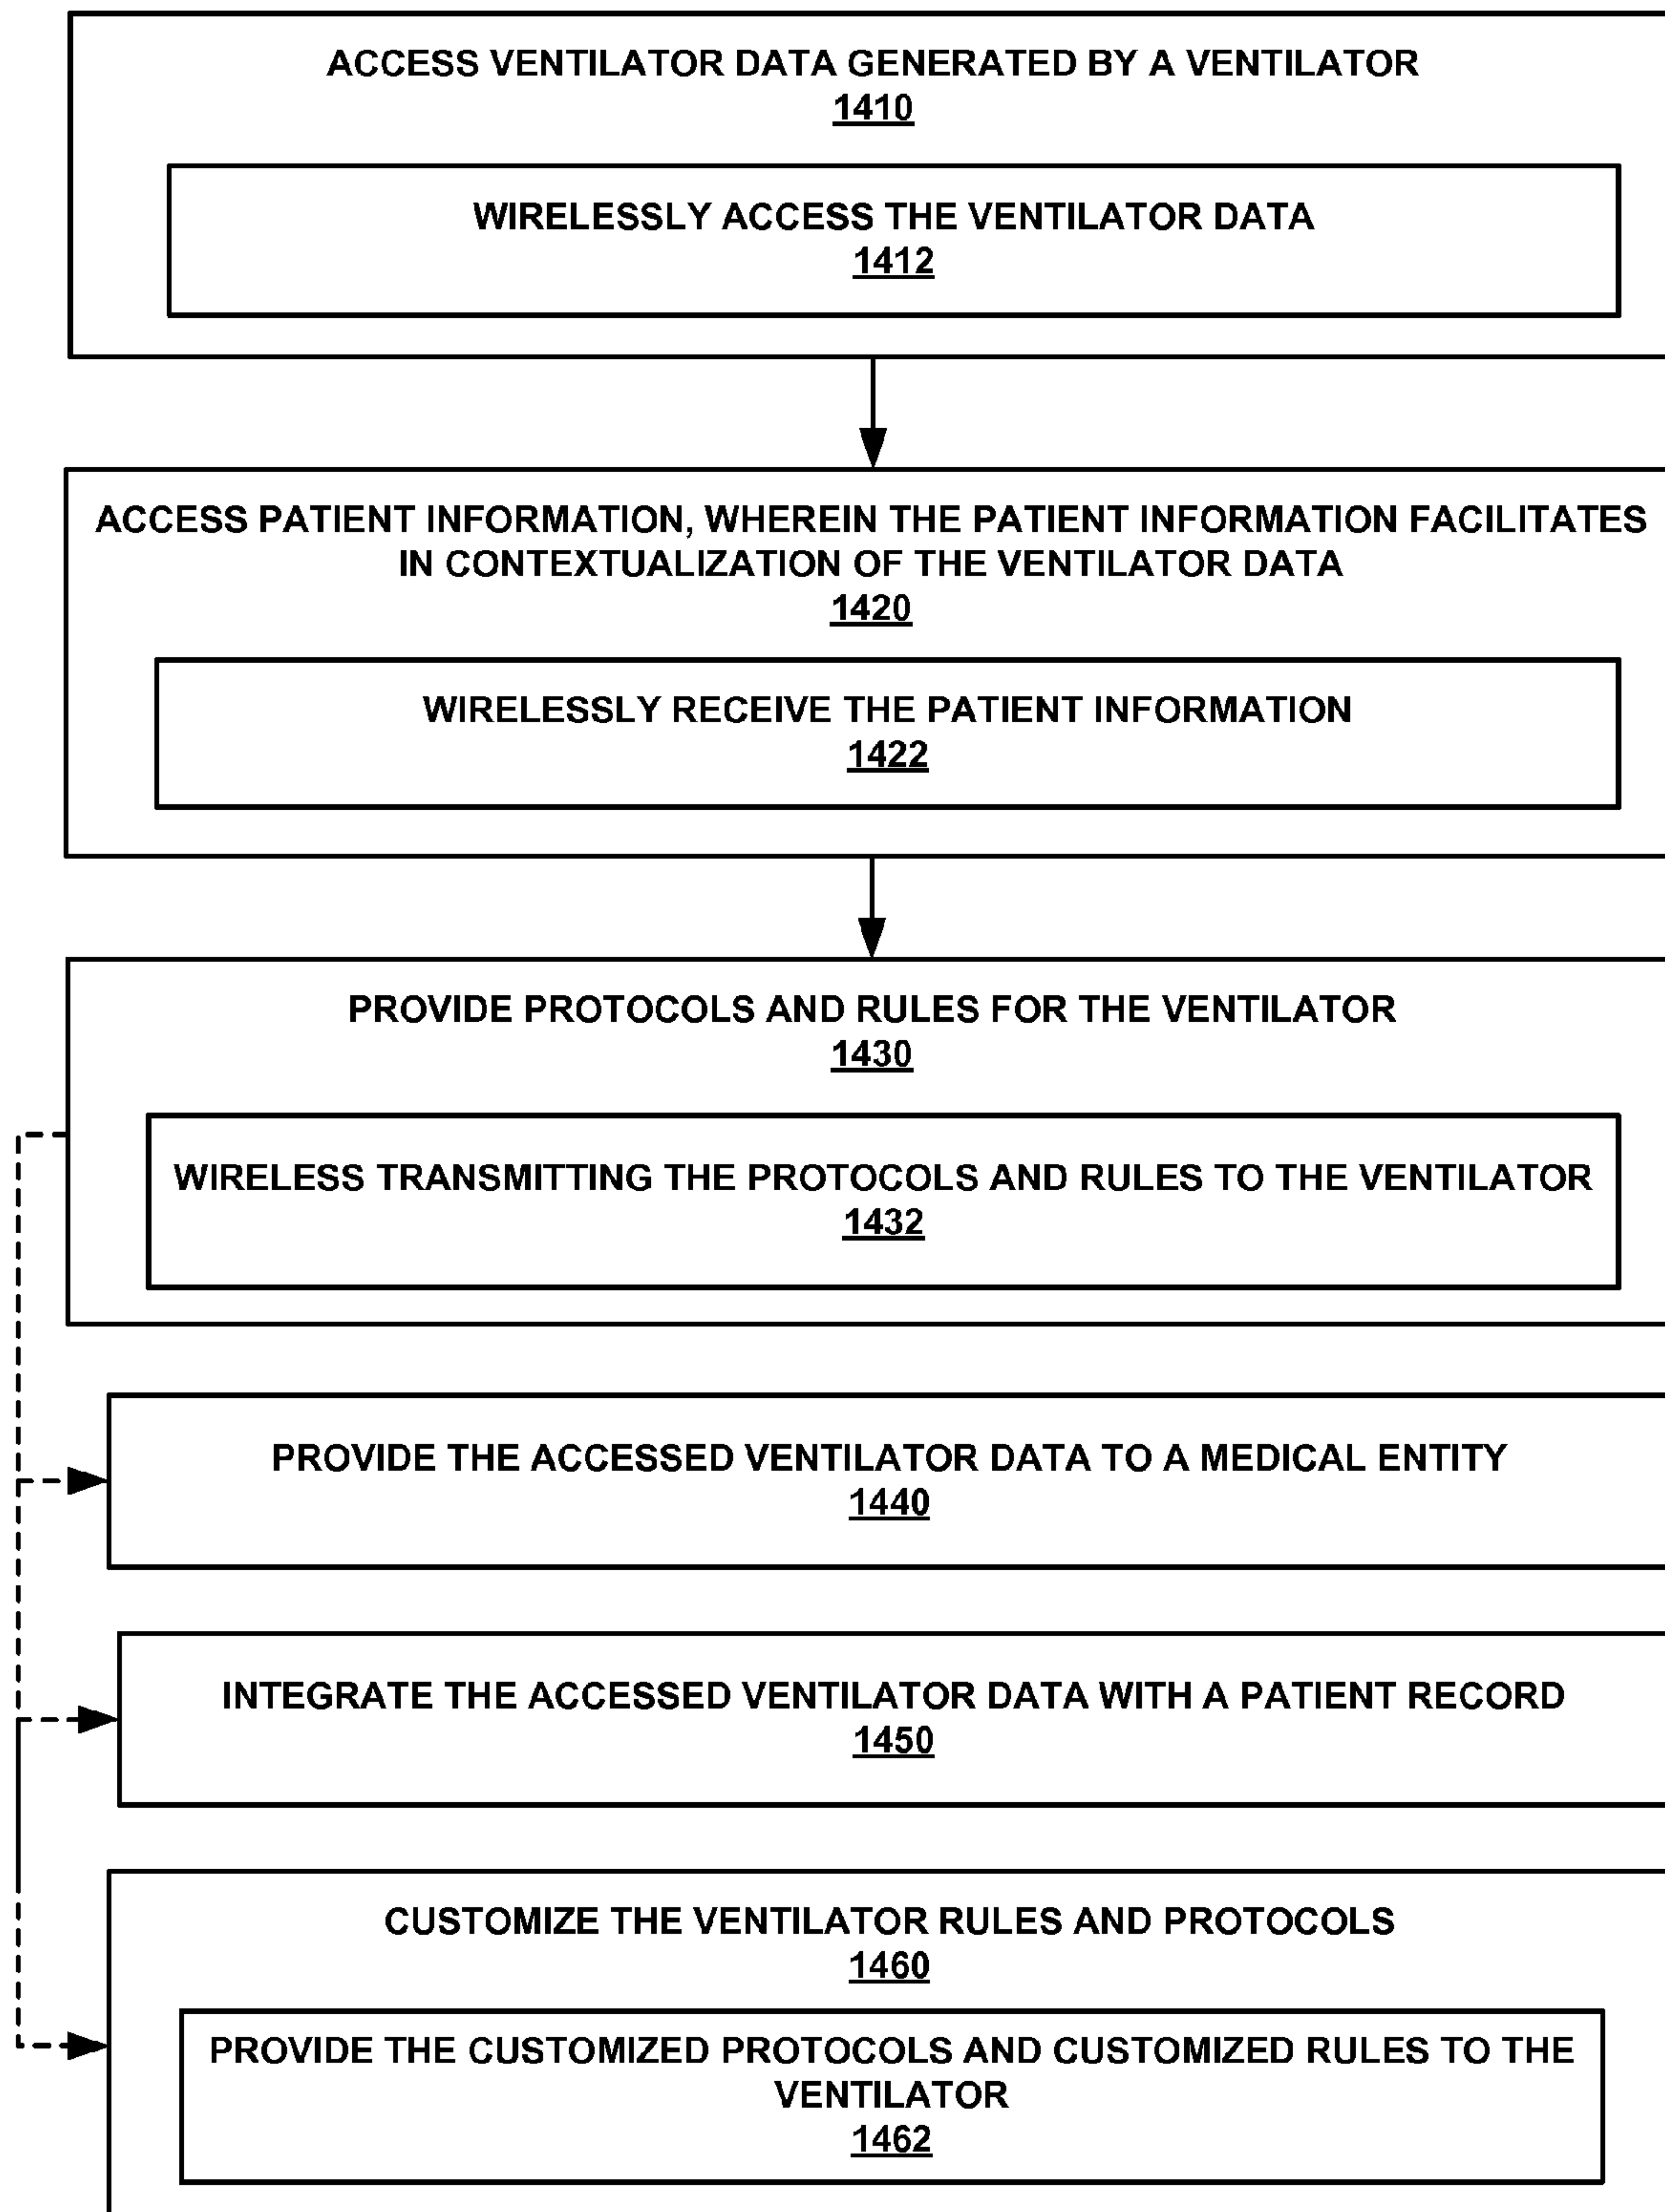 ACCESS VENTILATOR DATA GENERATED BY A VENTILATOR
1410
WIRELESSLY ACCESS THE VENTILATOR DATA
1412
ACCESS PATIENT INFORMATION, WHEREIN THE PATIENT INFORMATION FACILITATES
IN CONTEXTUALIZATION OF THE VENTILATOR DATA
1420
WIRELESSLY RECEIVE THE PATIENT INFORMATION
1422
PROVIDE PROTOCOLS AND RULES FOR THE VENTILATOR
1430
WIRELESS TRANSMITTING THE PROTOCOLS AND RULES TO THE VENTILATOR
1432
PROVIDE THE ACCESSED VENTILATOR DATA TO A MEDICAL ENTITY
1440
INTEGRATE THE ACCESSED VENTILATOR DATA WITH A PATIENT RECORD
1450
CUSTOMIZE THE VENTILATOR RULES AND PROTOCOLS
1460
PROVIDE THE CUSTOMIZED PROTOCOLS AND CUSTOMIZED RULES TO THE
VENTILATOR
1462